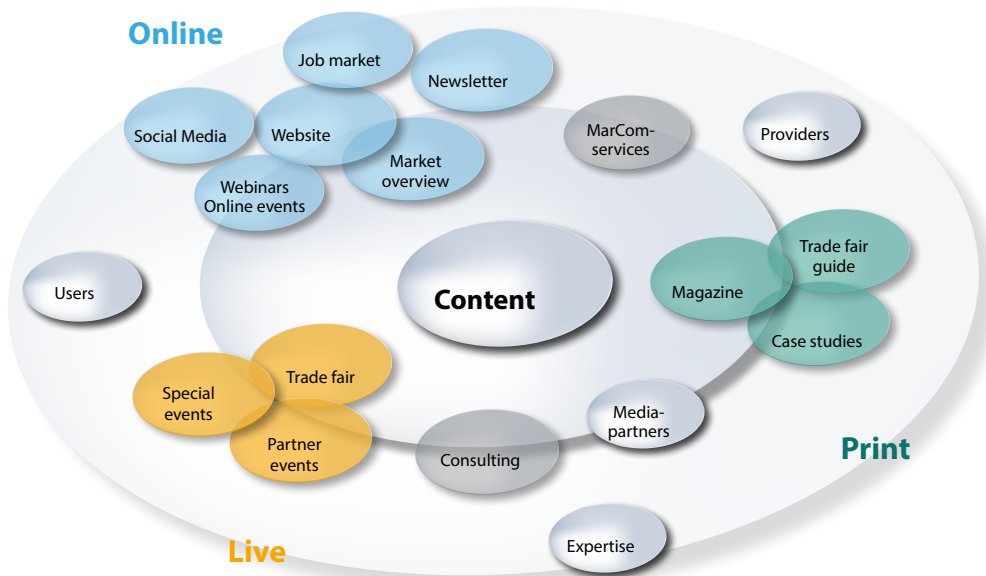 Online
Job market
Newsletter
Social Media
Website
Market
overview
Webinars
Online events
MarCom-
services
Providers
Users
Content
Magazine
Trade fair
guide
Case studies
Special
events
Trade fair
Partner
events
Consulting
Media-
partners
Print
Live
Expertise